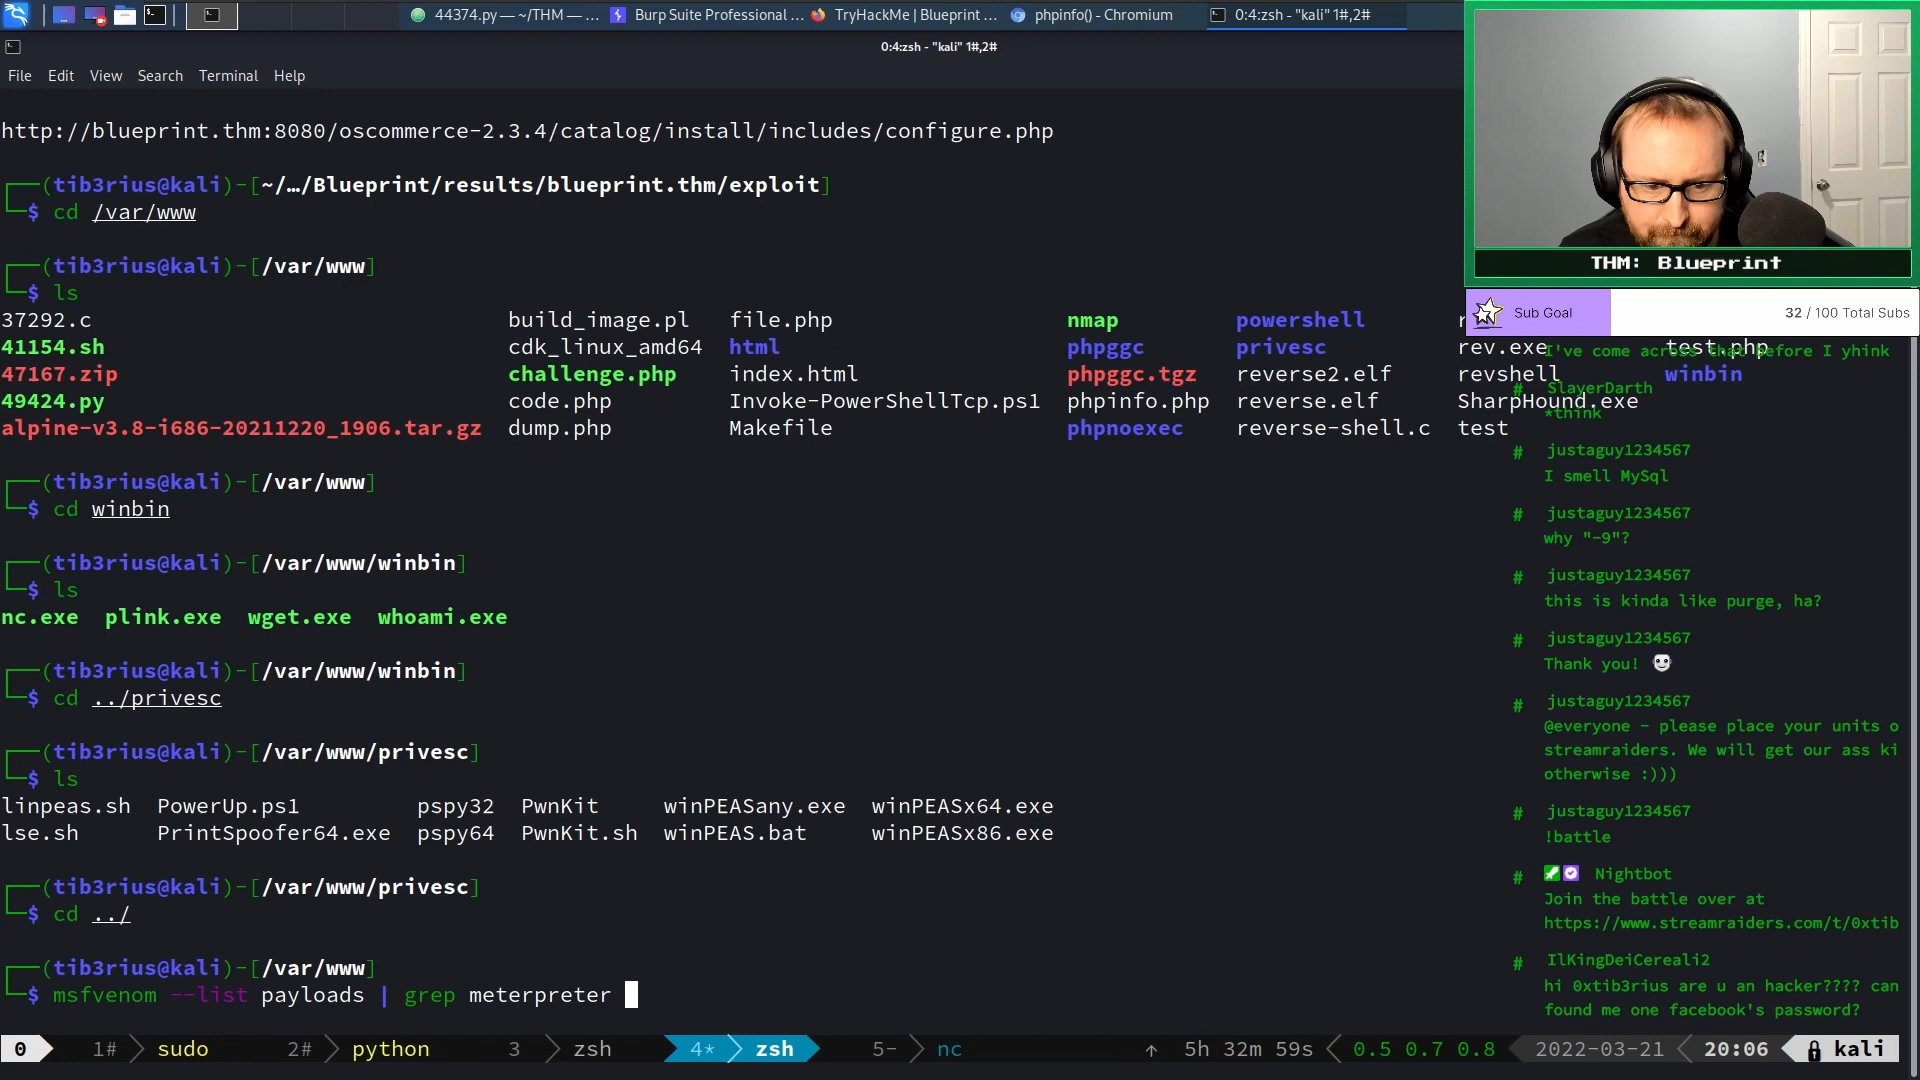 44374.py — ~/THM — ...
Burp Suite Professional ...
TryHackMe | Blueprint ...
phpinfo() - Chromium
0:4:zsh - "kali" 1#,2#
0:4:zsh - "kali" 1#,2#
File Edit View Search Terminal Help
http://blueprint.thm:8080/oscommerce-2.3.4/catalog/install/includes/configure.php
┌──(tib3rius@kali)-[~/…/Blueprint/results/blueprint.thm/exploit]
└─$ cd /var/www
┌──(tib3rius@kali)-[/var/www]
└─$ ls
37292.c build_image.pl file.php nmap powershell
41154.sh cdk_linux_amd64 html phpggc privesc rev.exe test.php
47167.zip challenge.php index.html phpggc.tgz reverse2.elf revshell winbin
49424.py code.php Invoke-PowerShellTcp.ps1 phpinfo.php reverse.elf SharpHound.exe
alpine-v3.8-i686-20211220_1906.tar.gz dump.php Makefile phpnoexec reverse-shell.c test
┌──(tib3rius@kali)-[/var/www]
└─$ cd winbin
┌──(tib3rius@kali)-[/var/www/winbin]
└─$ ls
nc.exe plink.exe wget.exe whoami.exe
┌──(tib3rius@kali)-[/var/www/winbin]
└─$ cd ../privesc
┌──(tib3rius@kali)-[/var/www/privesc]
└─$ ls
linpeas.sh PowerUp.ps1 pspy32 PwnKit winPEASany.exe winPEASx64.exe
lse.sh PrintSpoofer64.exe pspy64 PwnKit.sh winPEAS.bat winPEASx86.exe
┌──(tib3rius@kali)-[/var/www/privesc]
└─$ cd ../
┌──(tib3rius@kali)-[/var/www]
└─$ msfvenom --list payloads | grep meterpreter
0 1# sudo 2# python 3 zsh 4* zsh 5- nc ↑ 5h 32m 59s 0.5 0.7 0.8 2022-03-21 20:06 kali
THM: Blueprint
Sub Goal 32 / 100 Total Subs
I've come across that before I yhink
# SlayerDarth
*think
# justaguy1234567
I smell MySql
# justaguy1234567
why "-9"?
# justaguy1234567
this is kinda like purge, ha?
# justaguy1234567
Thank you!
# justaguy1234567
@everyone - please place your units o
streamraiders. We will get our ass ki
otherwise :)))
# justaguy1234567
!battle
# Nightbot
Join the battle over at
https://www.streamraiders.com/t/0xtib
# IlKingDeiCereali2
hi 0xtib3rius are u an hacker???? can
found me one facebook's password?